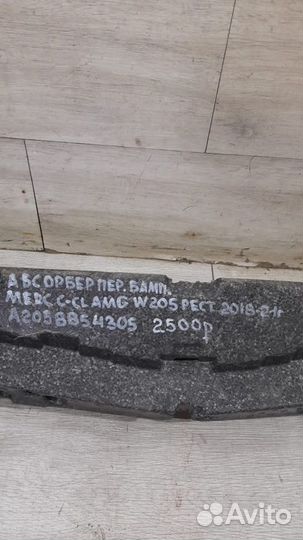 АБСОРБЕР ПЕР. БАМП.
МЕРС C-CL AMG W205 РЕСТ 2018-21г
A2058854305 2500р
Avito